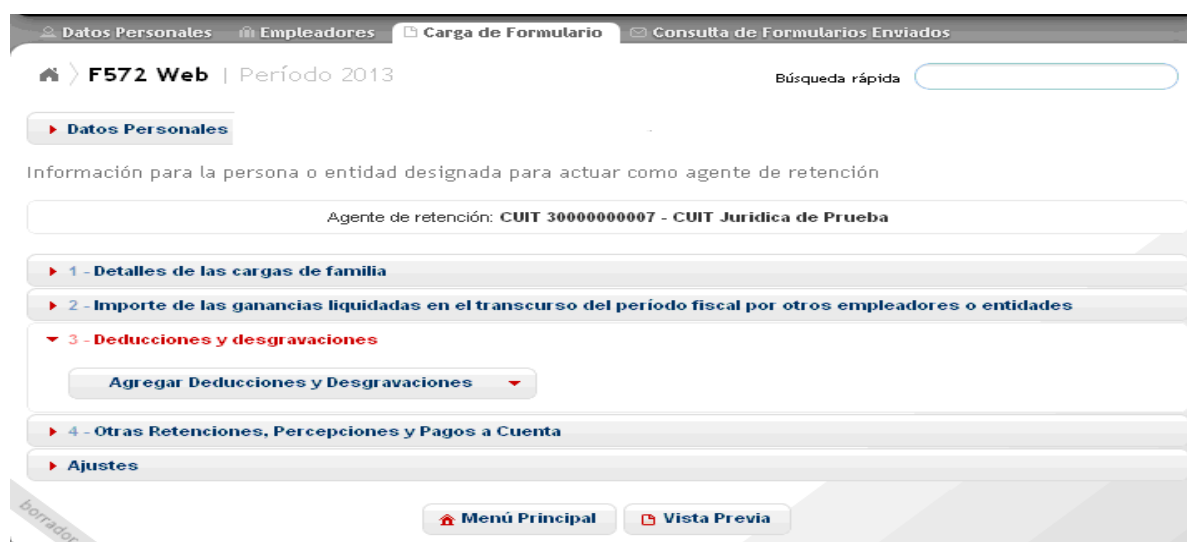 Datos Personales Empleadores Carga de Formulario Consulta de Formularios Enviados
F572 Web | Período 2013 Búsqueda rápida
Datos Personales
Información para la persona o entidad designada para actuar como agente de retención
Agente de retención: CUIT 30000000007 - CUIT Juridica de Prueba
1 - Detalles de las cargas de familia
2 - Importe de las ganancias liquidadas en el transcurso del período fiscal por otros empleadores o entidades
3 - Deducciones y desgravaciones
Agregar Deducciones y Desgravaciones
4 - Otras Retenciones, Percepciones y Pagos a Cuenta
Ajustes
borrador
Menú Principal Vista Previa